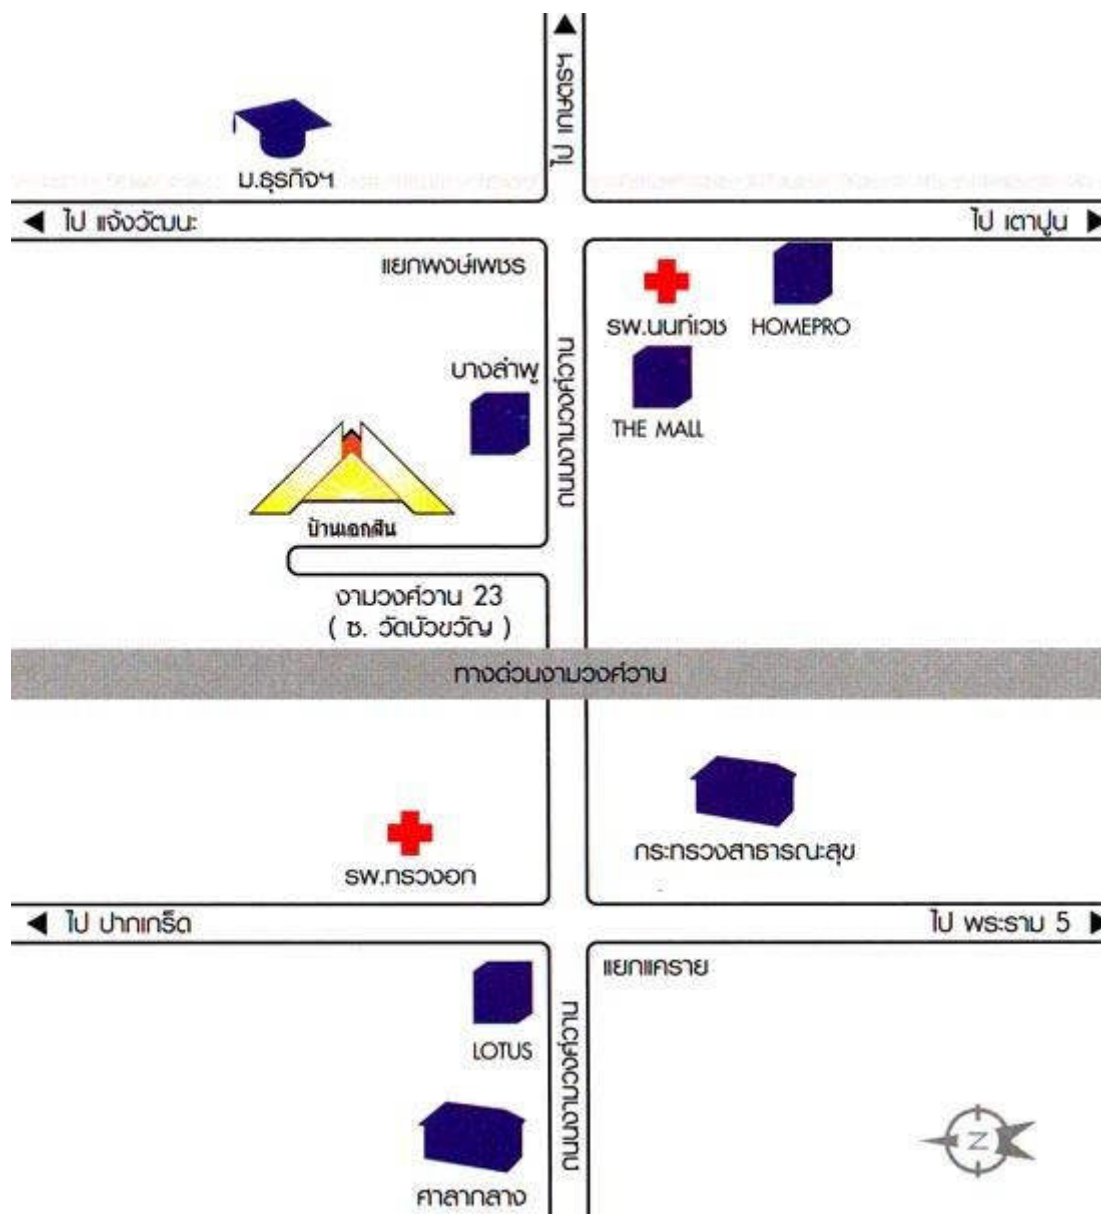 ไป เกษตรฯ
ม.ธุรกิจฯ
ไป แจ้งวัฒนะ
ไป เตาปูน
แยกพงษ์เพชร
รพ.นนท์เวช
HOMEPRO
บางลำพู
THE MALL
ถนนงามวงศ์วาน
บ้านเอกสิน
งามวงศ์วาน 23
( ซ. วัดบัวขวัญ )
ทางด่วนงามวงศ์วาน
กระทรวงสาธารณะสุข
รพ.ทรวงอก
ไป ปากเกร็ด
ไป พระราม 5
แยกแคราย
LOTUS
ถนนงามวงศ์วาน
ศาลากลาง
N